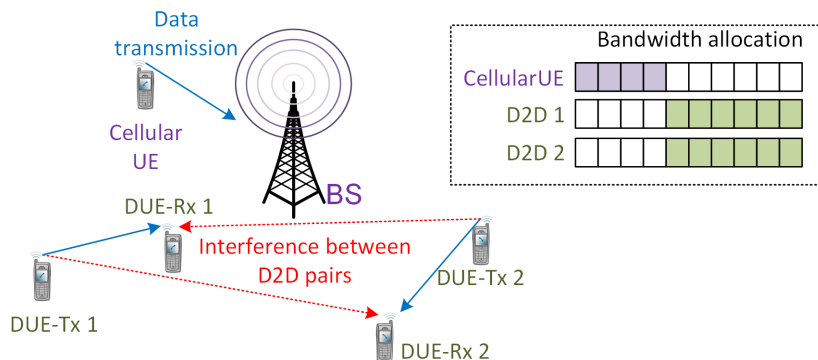 Data
transmission
Cellular
UE
BS
Bandwidth allocation
CellularUE
D2D 1
D2D 2
DUE-Rx 1
Interference between
D2D pairs
DUE-Tx 2
DUE-Tx 1
DUE-Rx 2